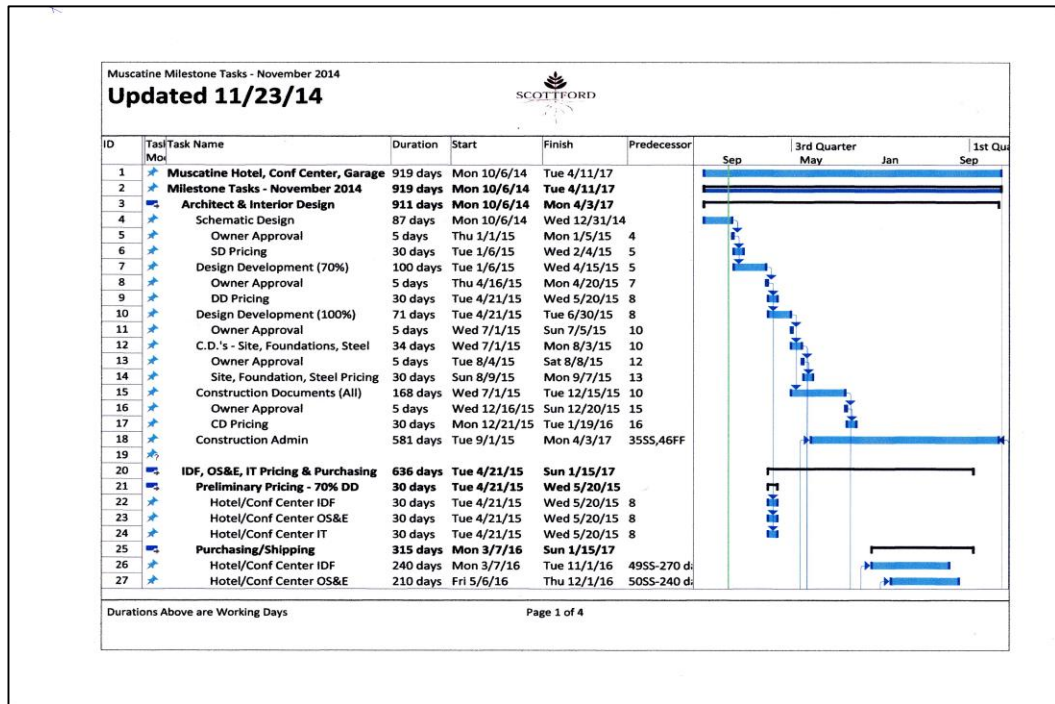 Muscatine Milestone Tasks - November 2014
Updated 11/23/14
SCOTTFORD
ID Task Mod Task Name Duration Start Finish Predecessor 3rd Quarter 1st Qua
Sep May Jan Sep
1 Muscatine Hotel, Conf Center, Garage 919 days Mon 10/6/14 Tue 4/11/17
2 Milestone Tasks - November 2014 919 days Mon 10/6/14 Tue 4/11/17
3 Architect & Interior Design 911 days Mon 10/6/14 Mon 4/3/17
4 Schematic Design 87 days Mon 10/6/14 Wed 12/31/14
5 Owner Approval 5 days Thu 1/1/15 Mon 1/5/15 4
6 SD Pricing 30 days Tue 1/6/15 Wed 2/4/15 5
7 Design Development (70%) 100 days Tue 1/6/15 Wed 4/15/15 5
8 Owner Approval 5 days Thu 4/16/15 Mon 4/20/15 7
9 DD Pricing 30 days Tue 4/21/15 Wed 5/20/15 8
10 Design Development (100%) 71 days Tue 4/21/15 Tue 6/30/15 8
11 Owner Approval 5 days Wed 7/1/15 Sun 7/5/15 10
12 C.D.'s - Site, Foundations, Steel 34 days Wed 7/1/15 Mon 8/3/15 10
13 Owner Approval 5 days Tue 8/4/15 Sat 8/8/15 12
14 Site, Foundation, Steel Pricing 30 days Sun 8/9/15 Mon 9/7/15 13
15 Construction Documents (All) 168 days Wed 7/1/15 Tue 12/15/15 10
16 Owner Approval 5 days Wed 12/16/15 Sun 12/20/15 15
17 CD Pricing 30 days Mon 12/21/15 Tue 1/19/16 16
18 Construction Admin 581 days Tue 9/1/15 Mon 4/3/17 35SS,46FF
19
20 IDF, OS&E, IT Pricing & Purchasing 636 days Tue 4/21/15 Sun 1/15/17
21 Preliminary Pricing - 70% DD 30 days Tue 4/21/15 Wed 5/20/15
22 Hotel/Conf Center IDF 30 days Tue 4/21/15 Wed 5/20/15 8
23 Hotel/Conf Center OS&E 30 days Tue 4/21/15 Wed 5/20/15 8
24 Hotel/Conf Center IT 30 days Tue 4/21/15 Wed 5/20/15 8
25 Purchasing/Shipping 315 days Mon 3/7/16 Sun 1/15/17
26 Hotel/Conf Center IDF 240 days Mon 3/7/16 Tue 11/1/16 49SS-270 da
27 Hotel/Conf Center OS&E 210 days Fri 5/6/16 Thu 12/1/16 50SS-240 da
Durations Above are Working Days Page 1 of 4